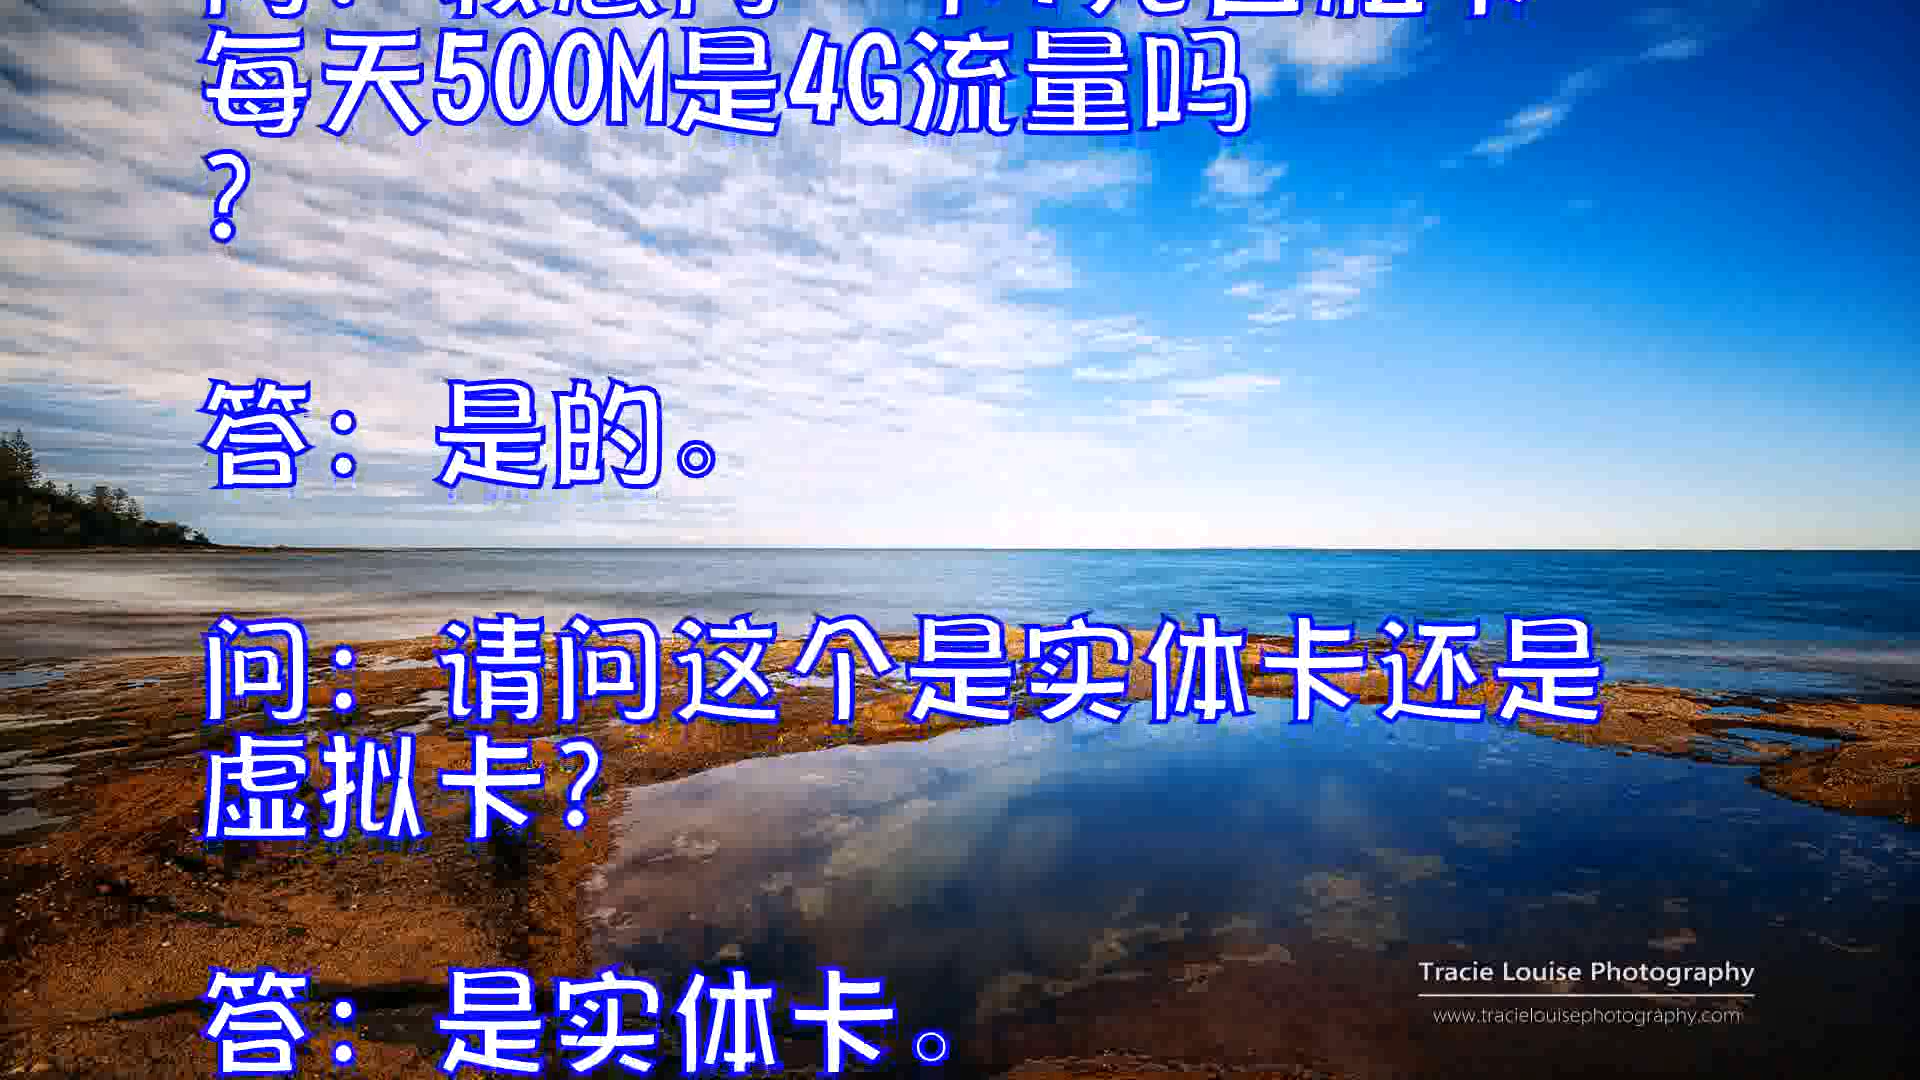 每天500M是4G流量吗
?
答：是的。
问：请问这个是实体卡还是
虚拟卡?
答：是实体卡。
Tracie Louise Photography
www.tracielouisephotography.com